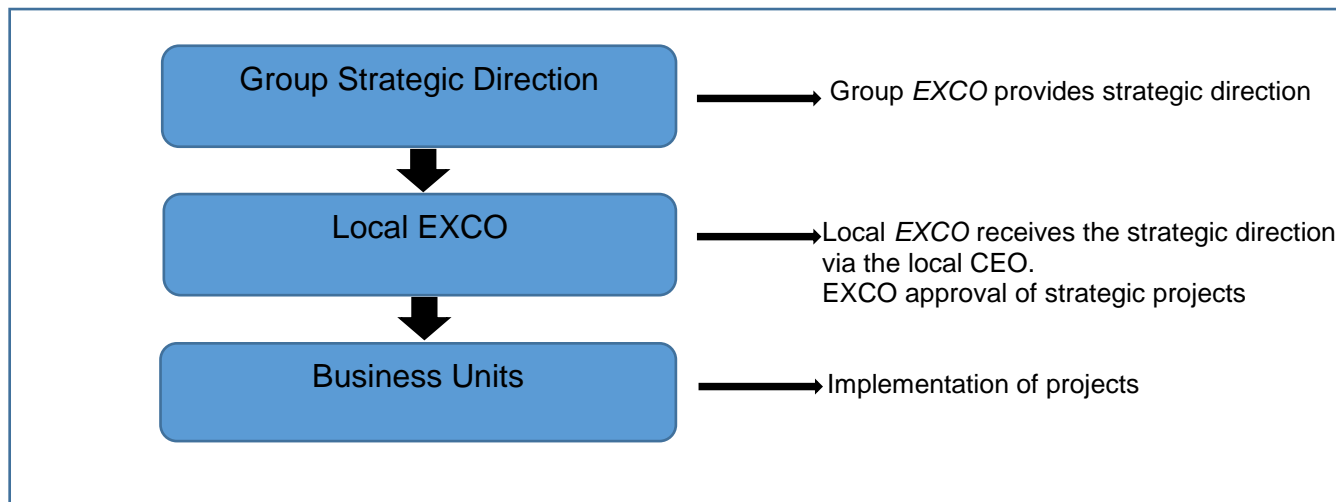 Group Strategic Direction
Group EXCO provides strategic direction
Local EXCO
Local EXCO receives the strategic direction
via the local CEO.
EXCO approval of strategic projects
Business Units
Implementation of projects